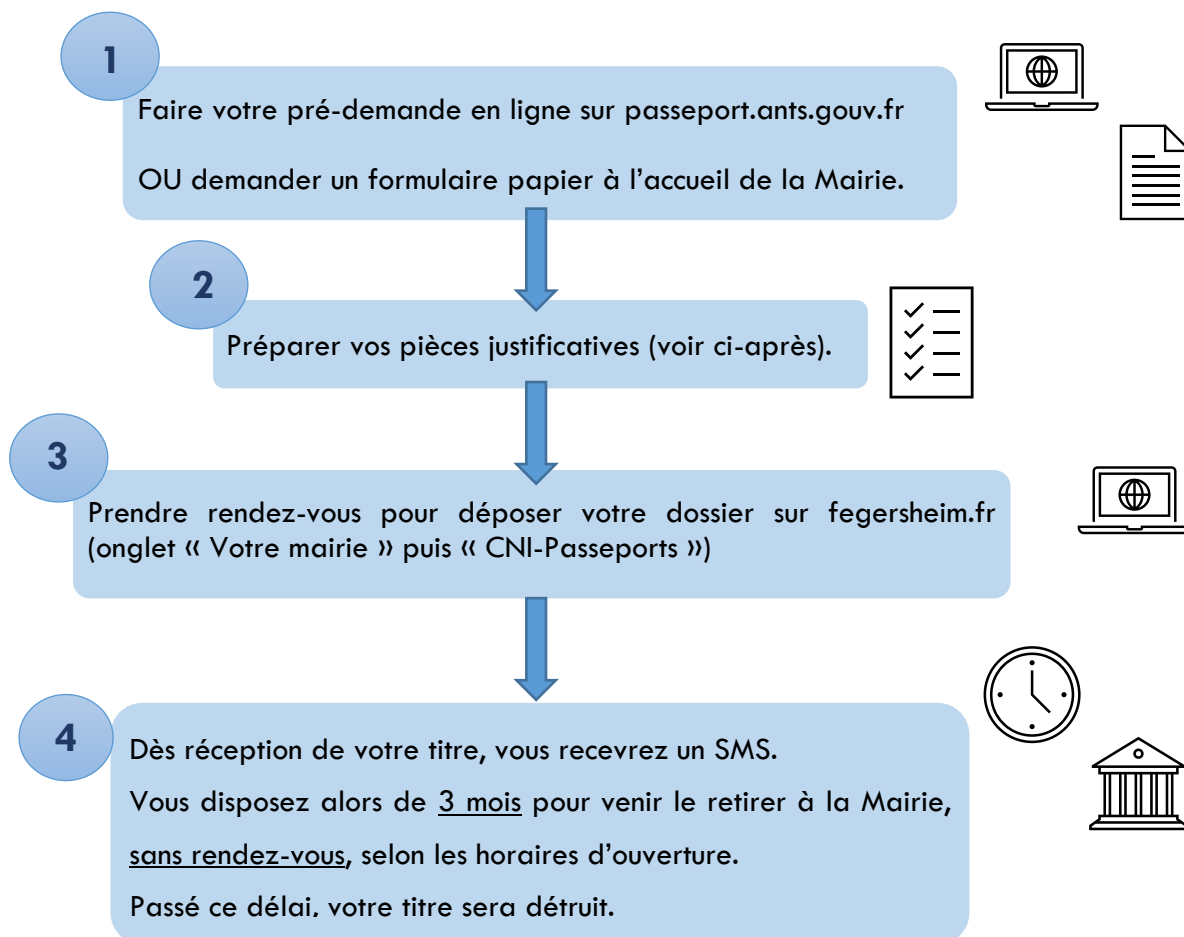 1
Faire votre pré-demande en ligne sur passeport.ants.gouv.fr
OU demander un formulaire papier à l’accueil de la Mairie.
2
Préparer vos pièces justificatives (voir ci-après).
3
Prendre rendez-vous pour déposer votre dossier sur fegersheim.fr
(onglet « Votre mairie » puis « CNI-Passeports »)
4
Dès réception de votre titre, vous recevrez un SMS.
Vous disposez alors de 3 mois pour venir le retirer à la Mairie,
sans rendez-vous, selon les horaires d’ouverture.
Passé ce délai, votre titre sera détruit.